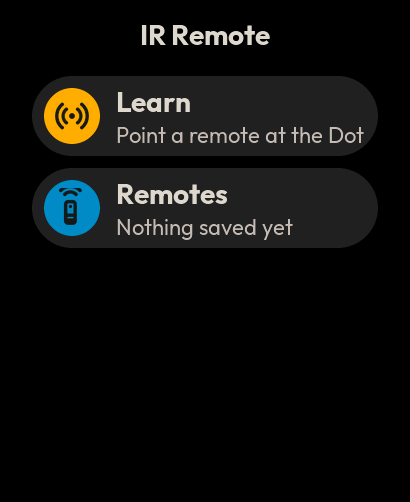 IR Remote
Learn
Point a remote at the Dot
Remotes
Nothing saved yet